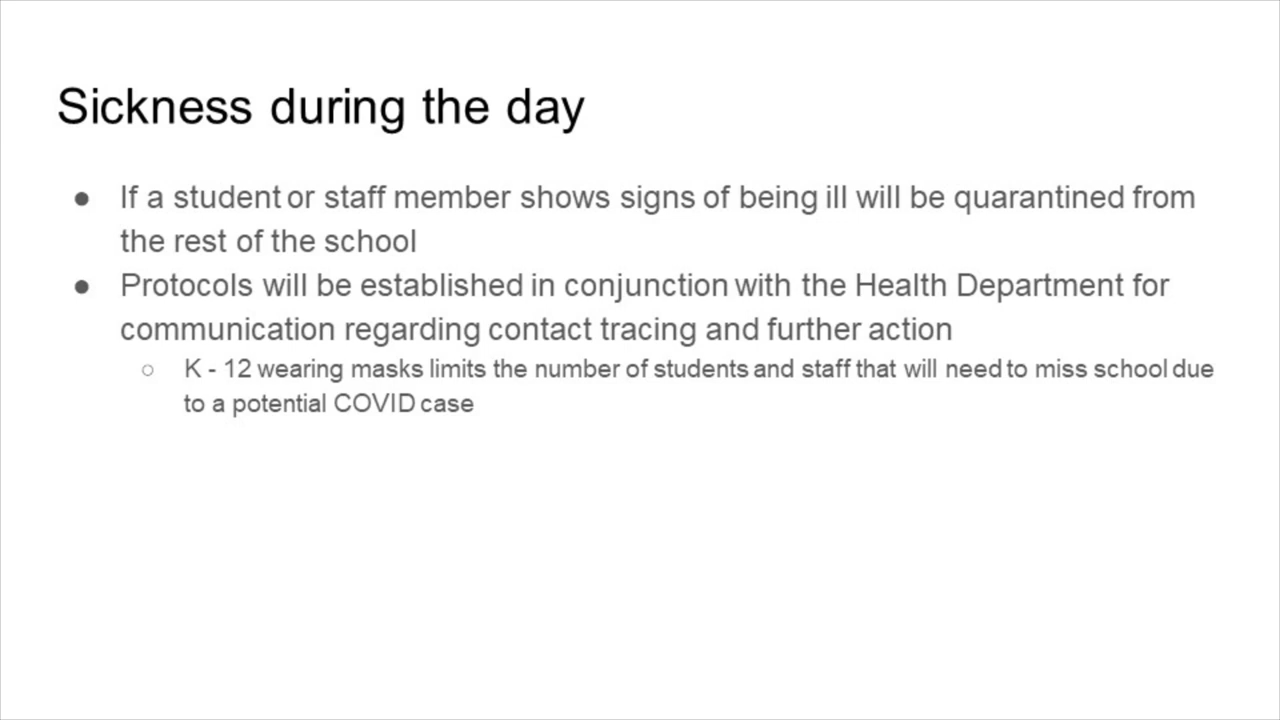 Sickness during the day
● If a student or staff member shows signs of being ill will be quarantined from
the rest of the school
● Protocols will be established in conjunction with the Health Department for
communication regarding contact tracing and further action
○ K - 12 wearing masks limits the number of students and staff that will need to miss school due
to a potential COVID case